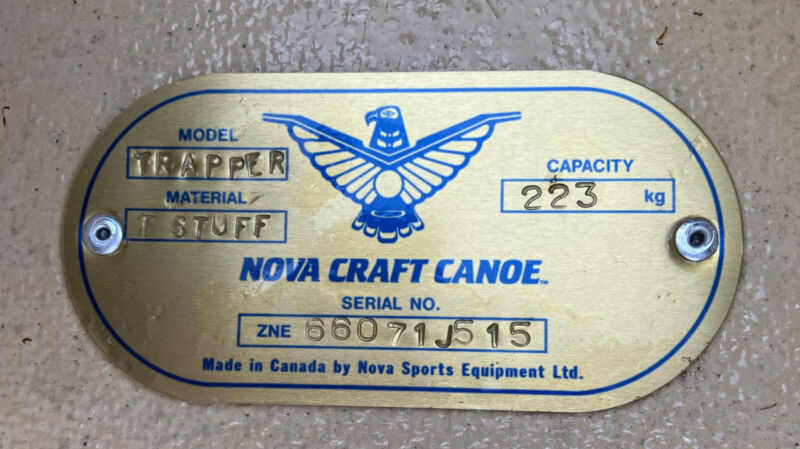 MODEL
TRAPPER
MATERIAL
T STUFF
CAPACITY
223 kg
NOVA CRAFT CANOE™
SERIAL NO.
ZNE 66071J515
Made in Canada by Nova Sports Equipment Ltd.